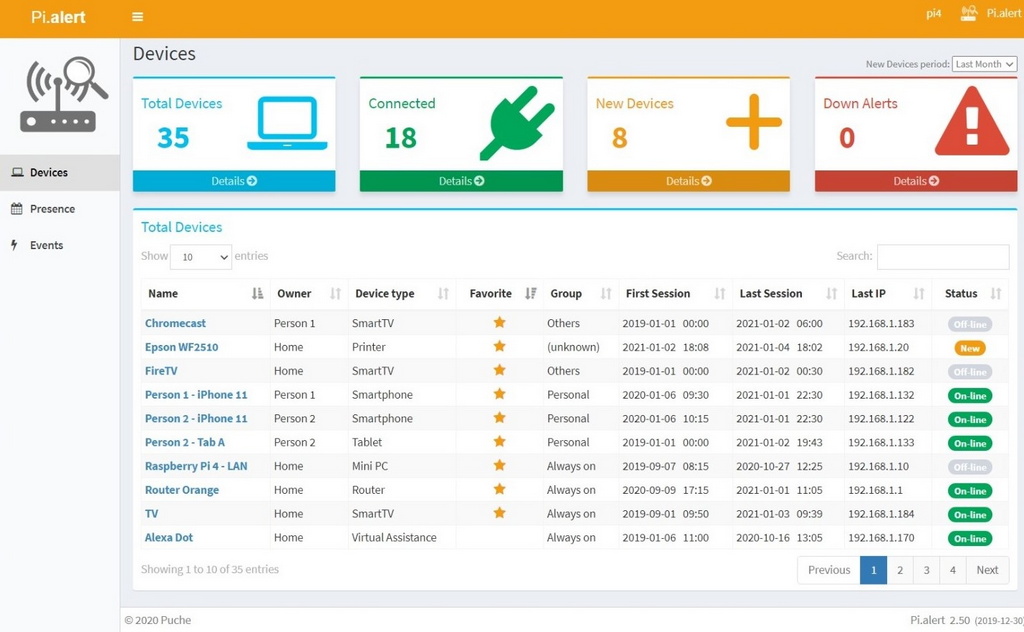 Pi.alert
pi4 Pi.alert
Devices
New Devices period: Last Month
Total Devices
35
Details
Connected
18
Details
New Devices
8
Details
Down Alerts
0
Details
Devices
Presence
Events
Total Devices
Show 10 entries
Search:
Name Owner Device type Favorite Group First Session Last Session Last IP Status
Chromecast Person 1 SmartTV Others 2019-01-01 00:00 2021-01-02 06:00 192.168.1.183 Off-line
Epson WF2510 Home Printer (unknown) 2021-01-02 18:08 2021-01-04 18:02 192.168.1.20 New
FireTV Home SmartTV Others 2019-01-01 00:00 2021-01-02 00:30 192.168.1.182 Off-line
Person 1 - iPhone 11 Person 1 Smartphone Personal 2020-01-06 09:30 2021-01-01 22:30 192.168.1.132 On-line
Person 2 - iPhone 11 Person 2 Smartphone Personal 2020-01-06 10:15 2021-01-01 22:30 192.168.1.122 On-line
Person 2 - Tab A Person 2 Tablet Personal 2019-01-01 00:00 2021-01-02 19:43 192.168.1.133 On-line
Raspberry Pi 4 - LAN Home Mini PC Always on 2019-09-07 08:15 2020-10-27 12:25 192.168.1.10 Off-line
Router Orange Home Router Always on 2020-09-09 17:15 2021-01-01 11:05 192.168.1.1 On-line
TV Home SmartTV Always on 2019-09-01 09:50 2021-01-03 09:39 192.168.1.184 On-line
Alexa Dot Home Virtual Assistance Always on 2019-01-06 11:00 2020-10-16 13:05 192.168.1.170 On-line
Showing 1 to 10 of 35 entries
Previous 1 2 3 4 Next
© 2020 Puche
Pi.alert 2.50 (2019-12-30)